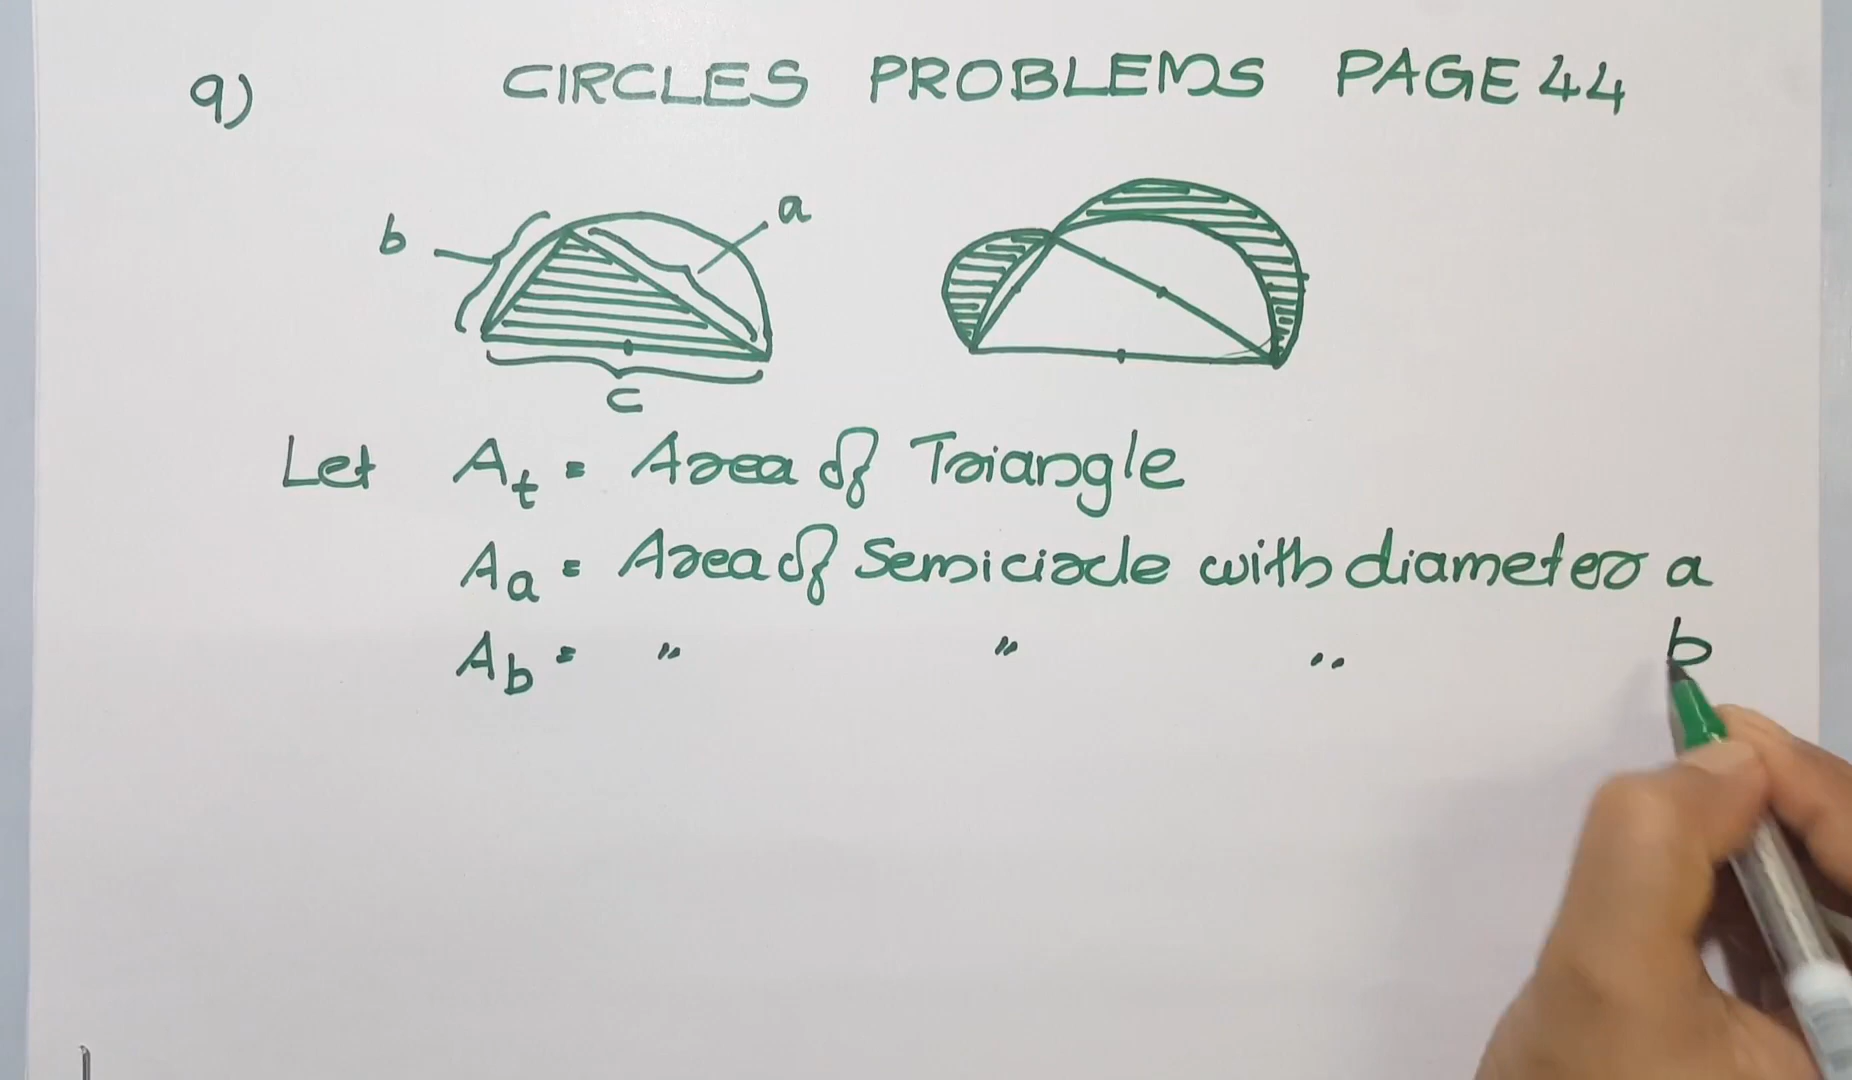 9) CIRCLES PROBLEMS PAGE 44
b
a
c
Let At = Area of Triangle
Aa = Area of Semicircle with diameter a
Ab = " " " b